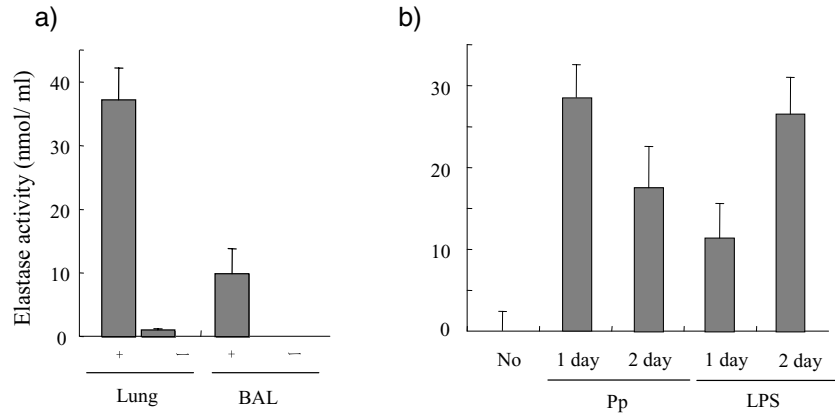 a)
Elastase activity (nmol/ ml)
40
30
20
10
0
+ – + –
Lung BAL
b)
30
20
10
0
No 1 day 2 day 1 day 2 day
Pp LPS